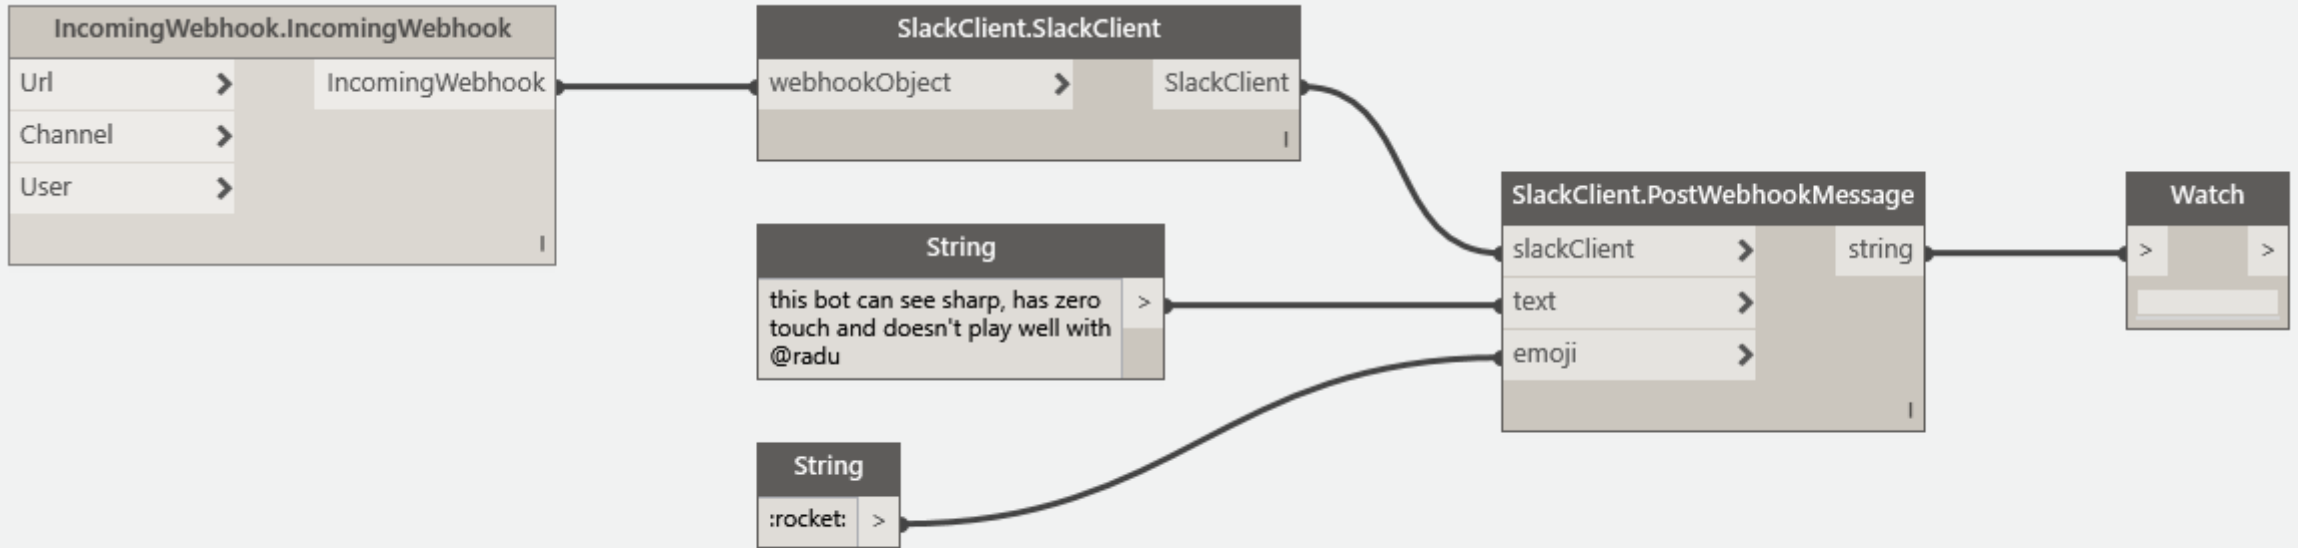 IncomingWebhook.IncomingWebhook
Url >
IncomingWebhook
Channel >
User >
l
SlackClient.SlackClient
webhookObject >
SlackClient
l
String
this bot can see sharp, has zero
touch and doesn't play well with
@radu
>
String
:rocket:
>
SlackClient.PostWebhookMessage
slackClient >
string
text >
emoji >
l
Watch
>
>